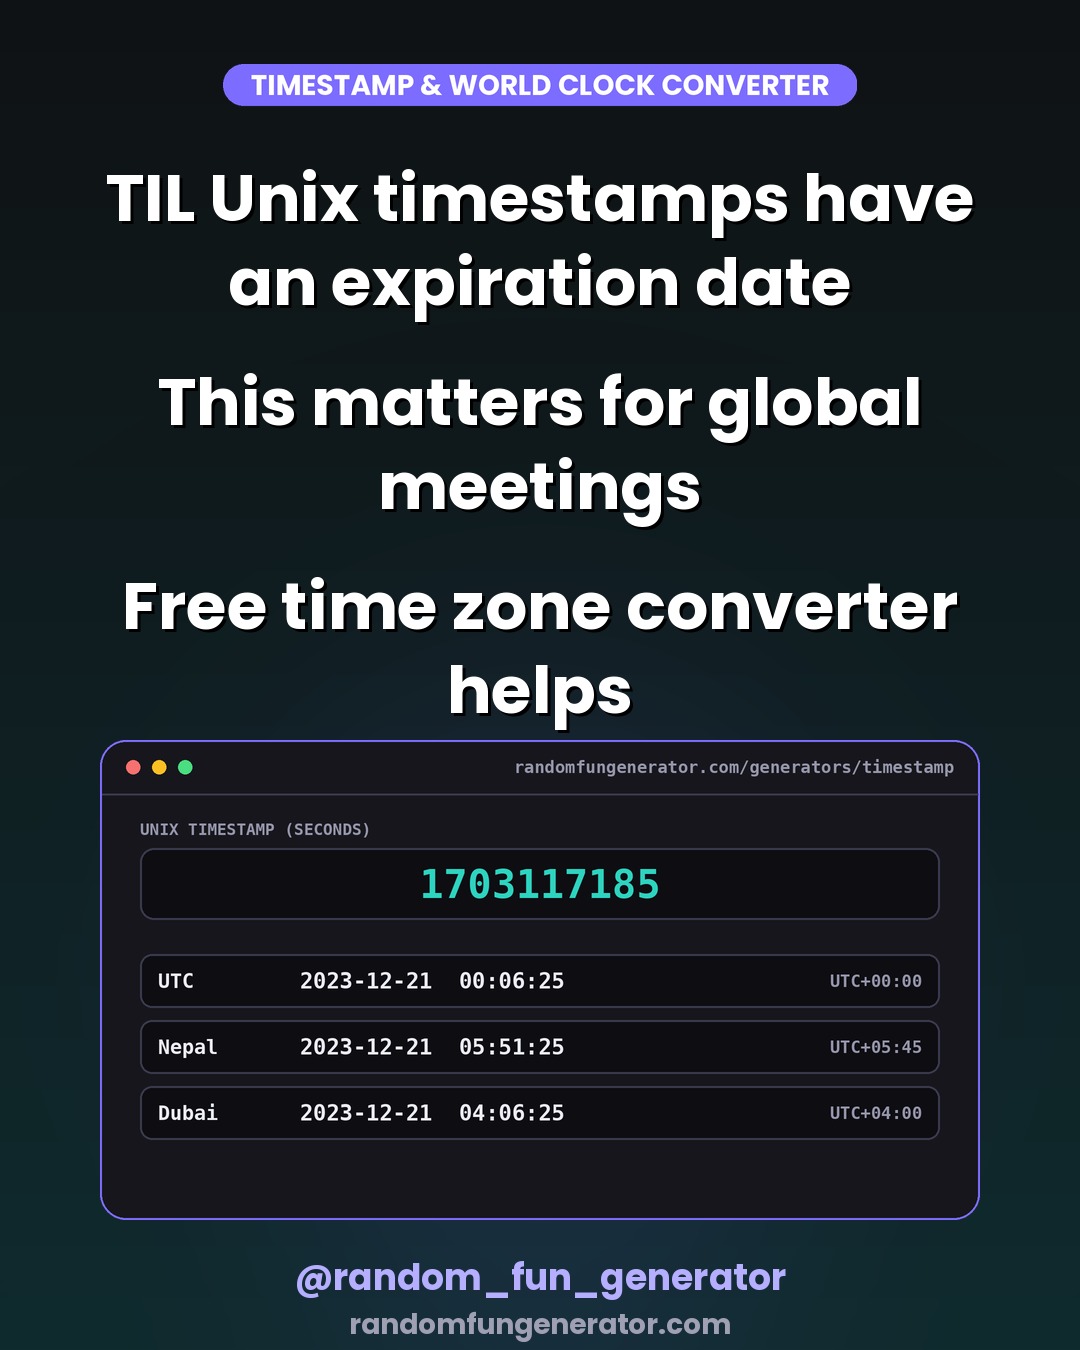 TIMESTAMP & WORLD CLOCK CONVERTER
TIL Unix timestamps have
an expiration date
This matters for global
meetings
Free time zone converter
helps
randomfungenerator.com/generators/timestamp
UNIX TIMESTAMP (SECONDS)
1703117185
UTC 2023-12-21 00:06:25 UTC+00:00
Nepal 2023-12-21 05:51:25 UTC+05:45
Dubai 2023-12-21 04:06:25 UTC+04:00
@random_fun_generator
randomfungenerator.com